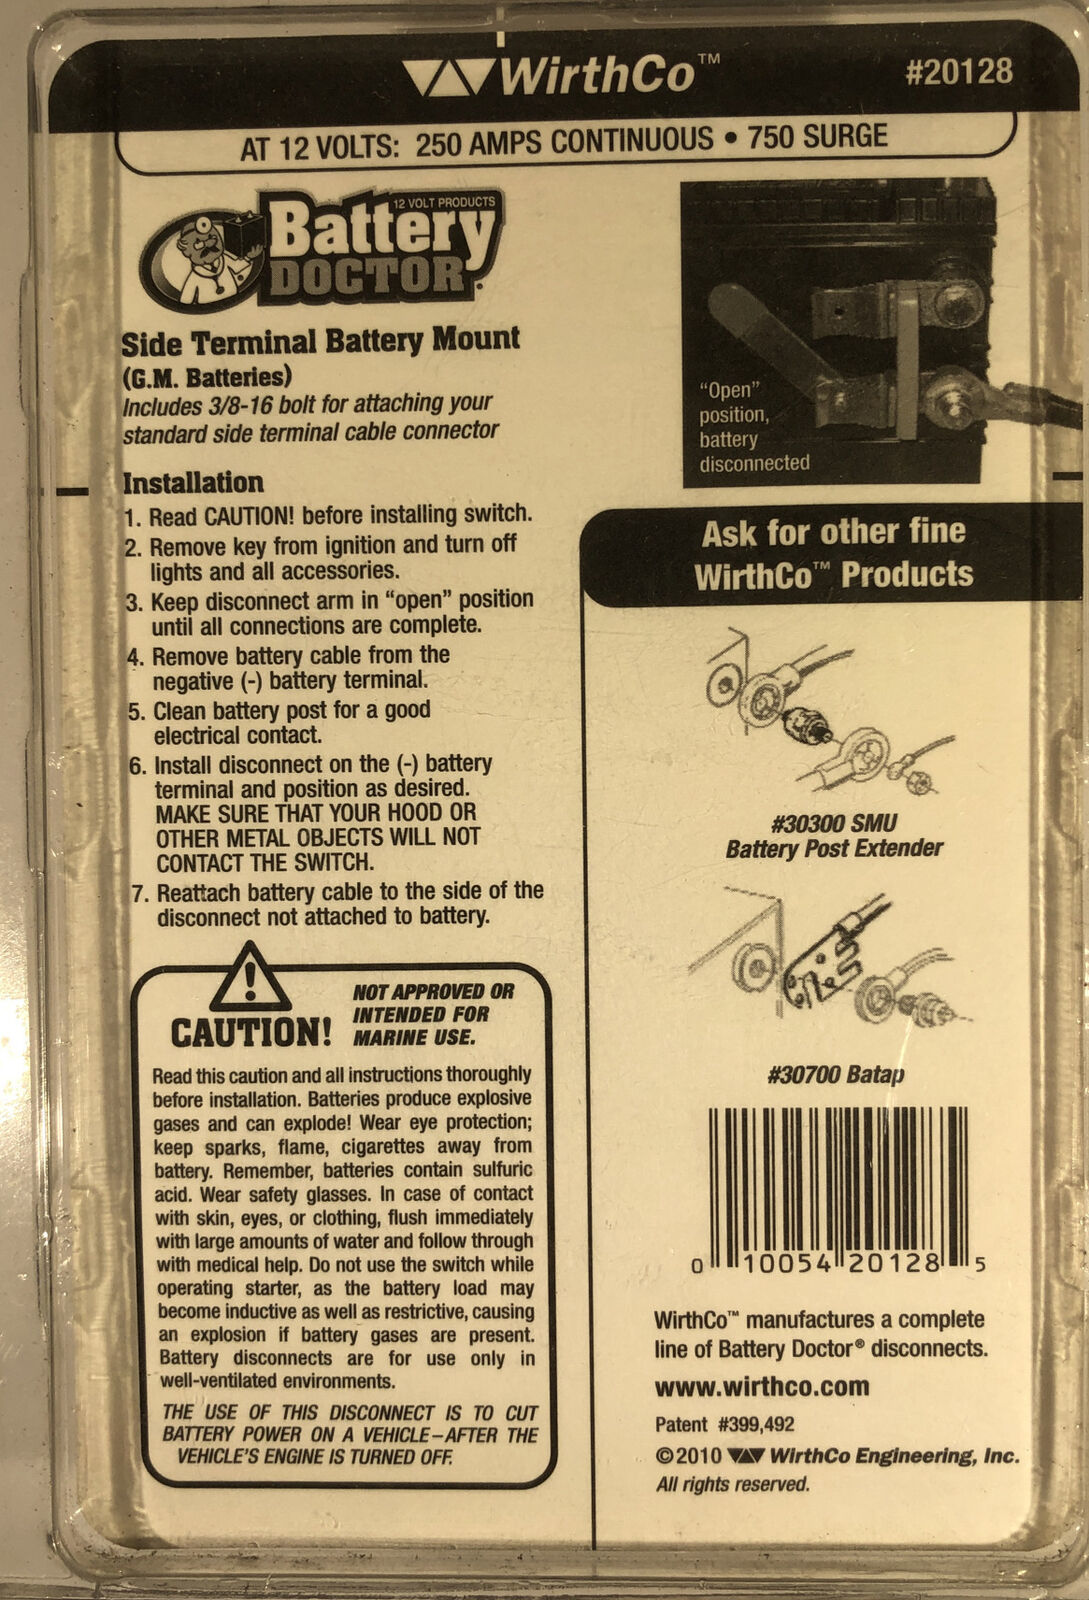 WirthCo™
#20128
AT 12 VOLTS: 250 AMPS CONTINUOUS • 750 SURGE
12 VOLT PRODUCTS
Battery
DOCTOR
Side Terminal Battery Mount
(G.M. Batteries)
Includes 3/8-16 bolt for attaching your
standard side terminal cable connector
Installation
1. Read CAUTION! before installing switch.
2. Remove key from ignition and turn off
lights and all accessories.
3. Keep disconnect arm in “open” position
until all connections are complete.
4. Remove battery cable from the
negative (-) battery terminal.
5. Clean battery post for a good
electrical contact.
6. Install disconnect on the (-) battery
terminal and position as desired.
MAKE SURE THAT YOUR HOOD OR
OTHER METAL OBJECTS WILL NOT
CONTACT THE SWITCH.
7. Reattach battery cable to the side of the
disconnect not attached to battery.
CAUTION!
NOT APPROVED OR
INTENDED FOR
MARINE USE.
Read this caution and all instructions thoroughly
before installation. Batteries produce explosive
gases and can explode! Wear eye protection;
keep sparks, flame, cigarettes away from
battery. Remember, batteries contain sulfuric
acid. Wear safety glasses. In case of contact
with skin, eyes, or clothing, flush immediately
with large amounts of water and follow through
with medical help. Do not use the switch while
operating starter, as the battery load may
become inductive as well as restrictive, causing
an explosion if battery gases are present.
Battery disconnects are for use only in
well-ventilated environments.
THE USE OF THIS DISCONNECT IS TO CUT
BATTERY POWER ON A VEHICLE–AFTER THE
VEHICLE'S ENGINE IS TURNED OFF.
“Open”
position,
battery
disconnected
Ask for other fine
WirthCo™ Products
#30300 SMU
Battery Post Extender
#30700 Batap
0 10054 20128 5
WirthCo™ manufactures a complete
line of Battery Doctor® disconnects.
www.wirthco.com
Patent #399,492
©2010 WirthCo Engineering, Inc.
All rights reserved.